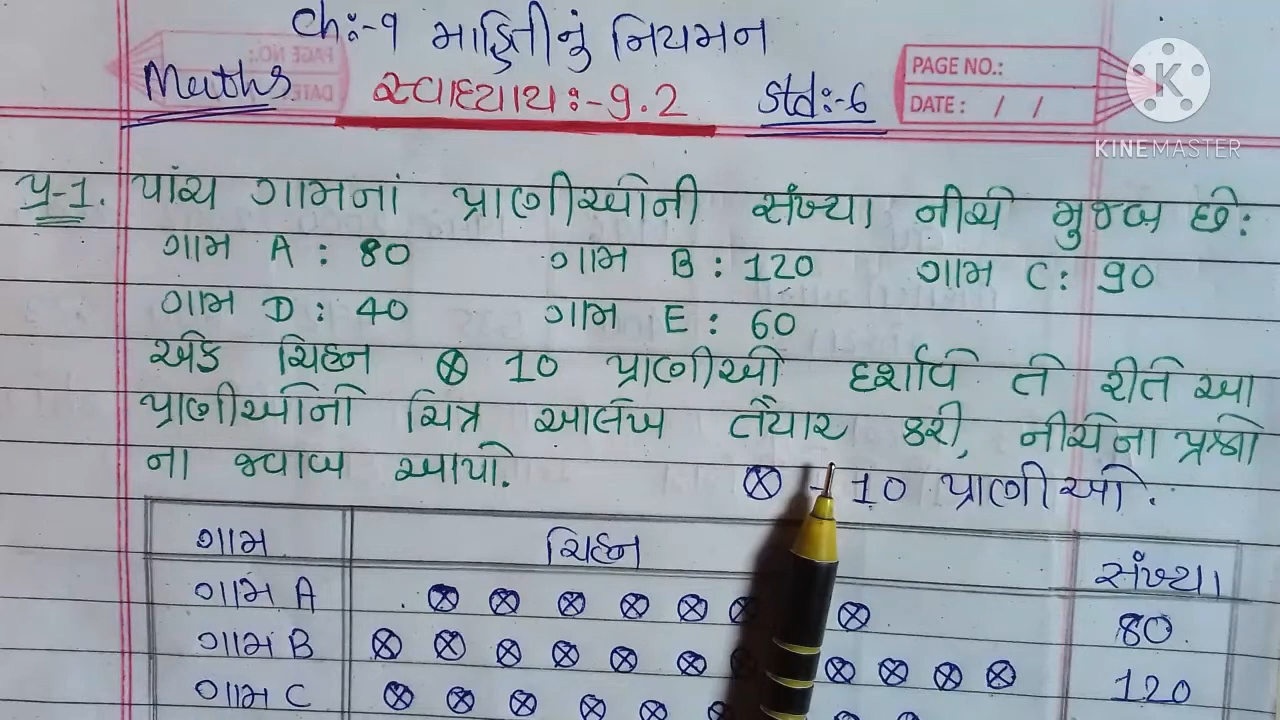 Ch:-9 માહિતીનું નિયમન
Maths સ્વાધ્યાય:-9.2 Std:-6
PAGE NO.:
DATE: / /
KINEMASTER
પ્ર-1. પાંચ ગામનાં પ્રાણીઓની સંખ્યા નીચે મુજબ છે:
ગામ A : 80 ગામ B : 120 ગામ C: 90
ગામ D : 40 ગામ E : 60
એક ચિહ્ન ⊗ 10 પ્રાણીઓ દર્શાવે તે રીતે આ
પ્રાણીઓનો ચિત્ર આલેખ તૈયાર કરી, નીચેના પ્રશ્નો
ના જવાબ આપો. ⊗ - 10 પ્રાણીઓ.
ગામ ચિહ્ન સંખ્યા
ગામ A ⊗ ⊗ ⊗ ⊗ ⊗ ⊗ ⊗ 80
ગામ B ⊗ ⊗ ⊗ ⊗ ⊗ ⊗ ⊗ ⊗ ⊗ ⊗ ⊗ 120
ગામ C ⊗ ⊗ ⊗ ⊗ ⊗